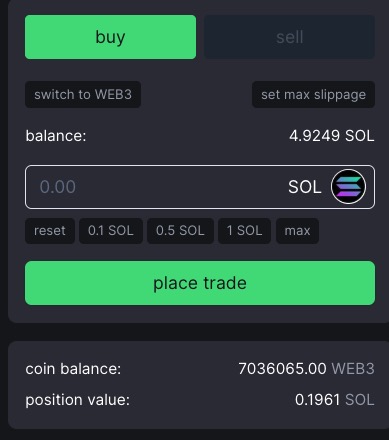 buy sell
switch to WEB3 set max slippage
balance: 4.9249 SOL
0.00 SOL
reset 0.1 SOL 0.5 SOL 1 SOL max
place trade
coin balance: 7036065.00 WEB3
position value: 0.1961 SOL